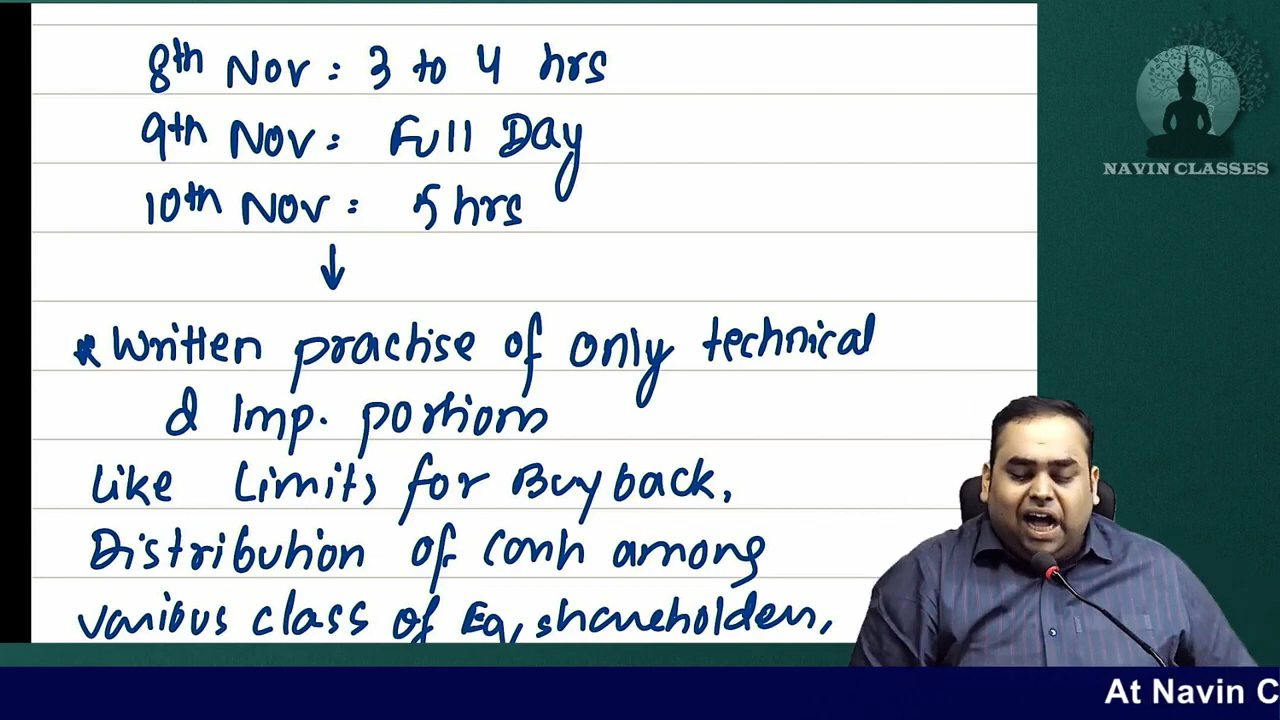 8th Nov: 3 to 4 hrs
9th Nov: Full Day
10th Nov: 5 hrs
↓
* Written practise of only technical
& Imp. portions
Like Limits for Buyback,
Distribution of cash among
various class of Eq. shareholders,
NAVIN CLASSES
At Navin C